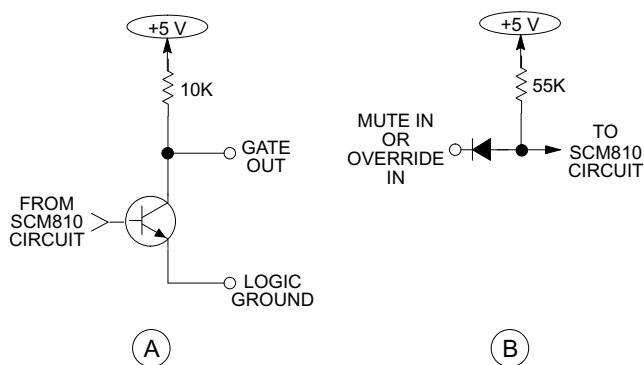 +5 V
10K
GATE
OUT
FROM
SCM810
CIRCUIT
LOGIC
GROUND
A
+5 V
55K
MUTE IN
OR
OVERRIDE
IN
TO
SCM810
CIRCUIT
B